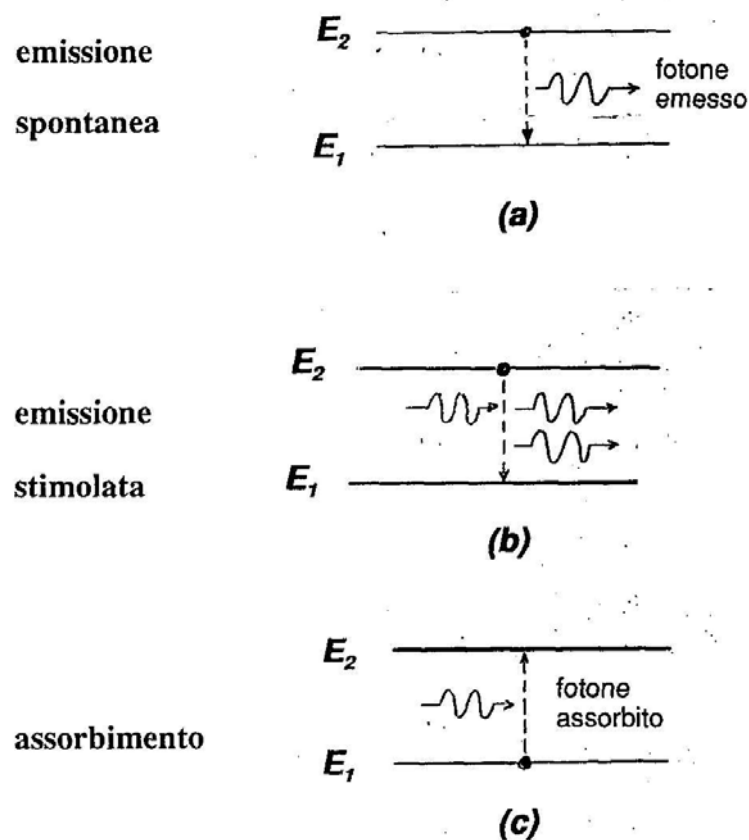 emissione
spontanea
E₂
fotone
emesso
E₁
(a)
emissione
stimolata
E₂
E₁
(b)
assorbimento
E₂
fotone
assorbito
E₁
(c)